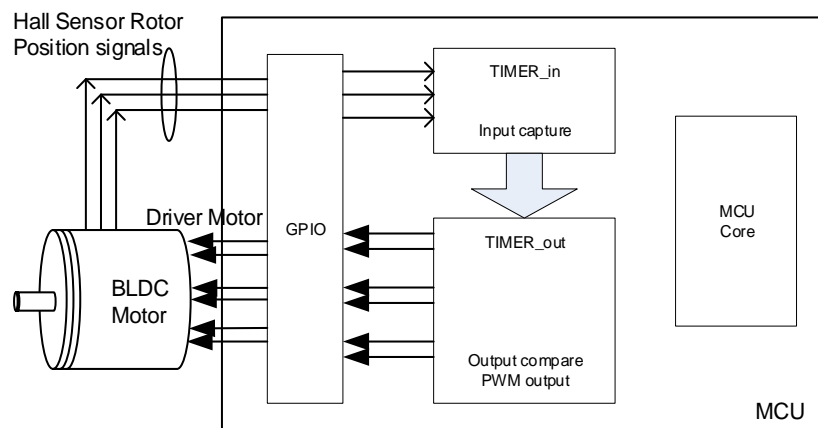 Hall Sensor Rotor
Position signals
TIMER_in
Input capture
Driver Motor
GPIO
TIMER_out
MCU
Core
BLDC
Motor
Output compare
PWM output
MCU